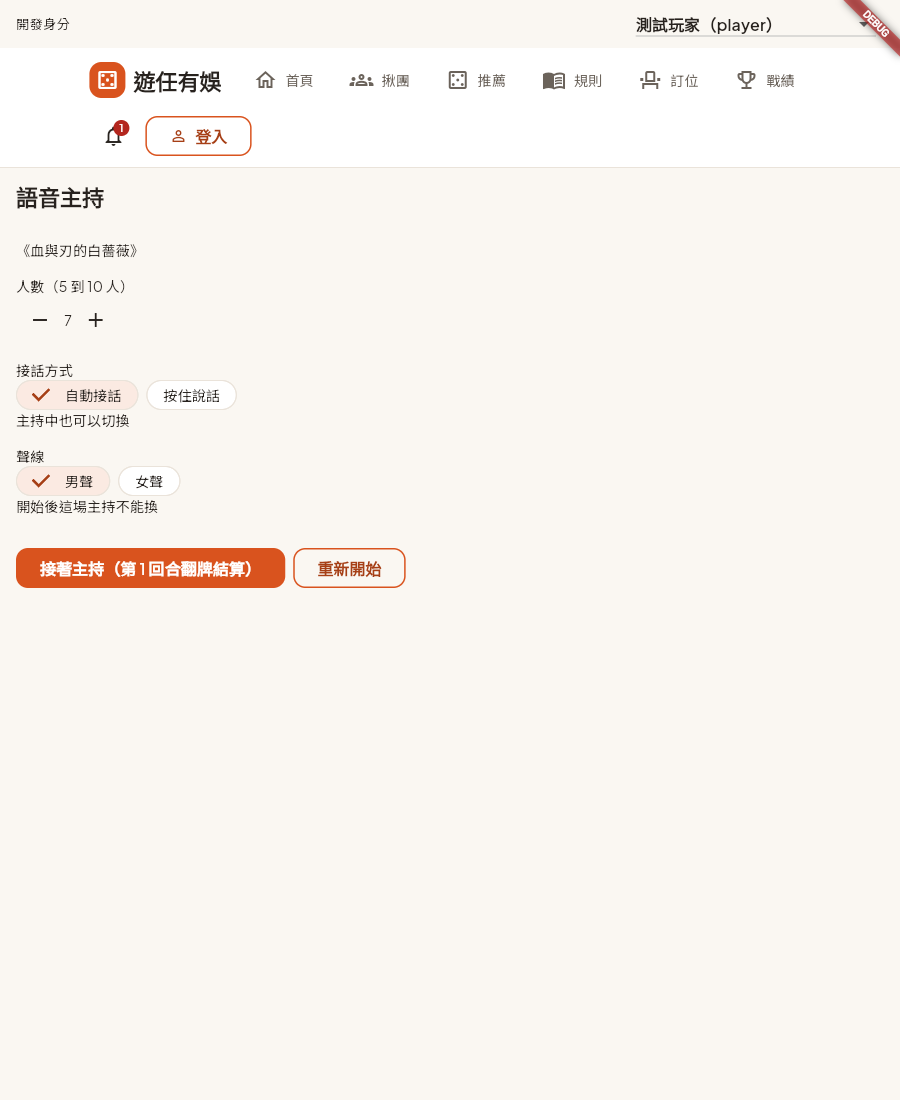 開發身分
測試玩家（player）
DEBUG
遊任有娛
首頁
揪團
推薦
規則
訂位
戰績
1
登入
語音主持
《血與刃的白薔薇》
人數（5 到 10 人）
7
接話方式
自動接話
按住說話
主持中也可以切換
聲線
男聲
女聲
開始後這場主持不能換
接著主持（第 1 回合翻牌結算）
重新開始